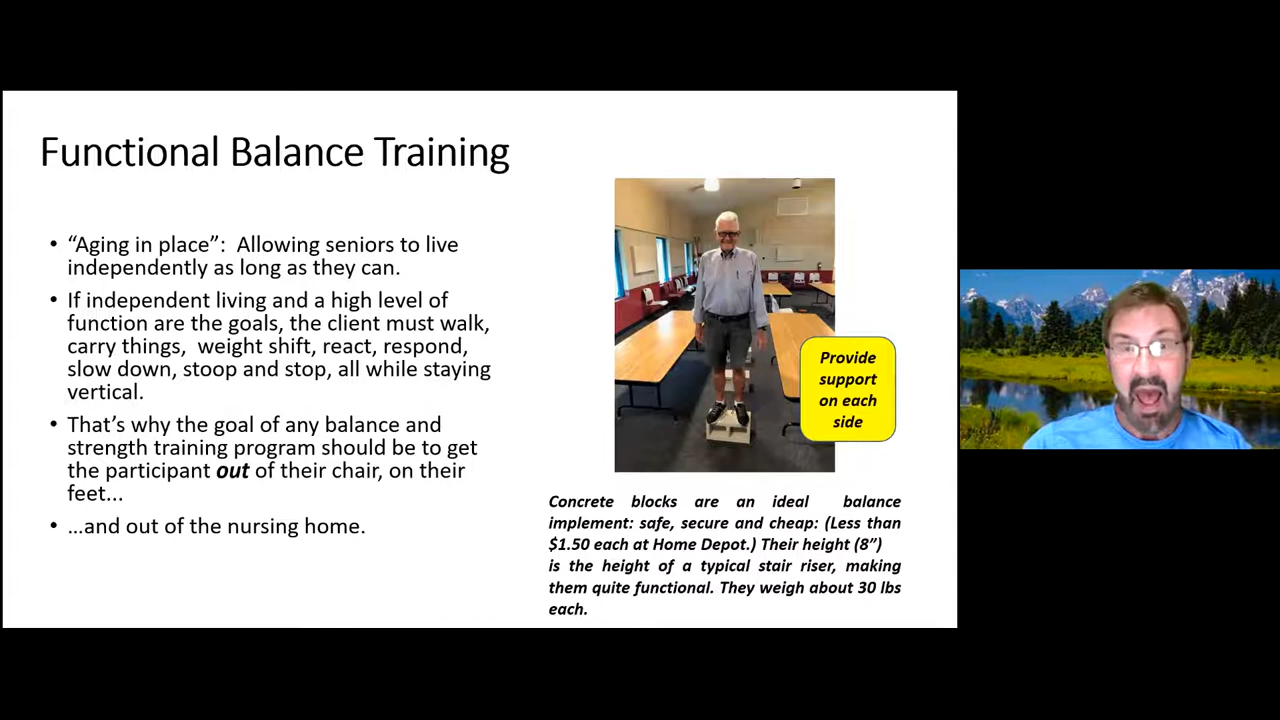 Functional Balance Training
• “Aging in place”:  Allowing seniors to live
independently as long as they can.
• If independent living and a high level of
function are the goals, the client must walk,
carry things,  weight shift, react, respond,
slow down, stoop and stop, all while staying
vertical.
• That’s why the goal of any balance and
strength training program should be to get
the participant out of their chair, on their
feet…
• …and out of the nursing home.
Provide
support
on each
side
Concrete blocks are an ideal balance
implement: safe, secure and cheap: (Less than
$1.50 each at Home Depot.) Their height (8”)
is the height of a typical stair riser, making
them quite functional. They weigh about 30 lbs
each.